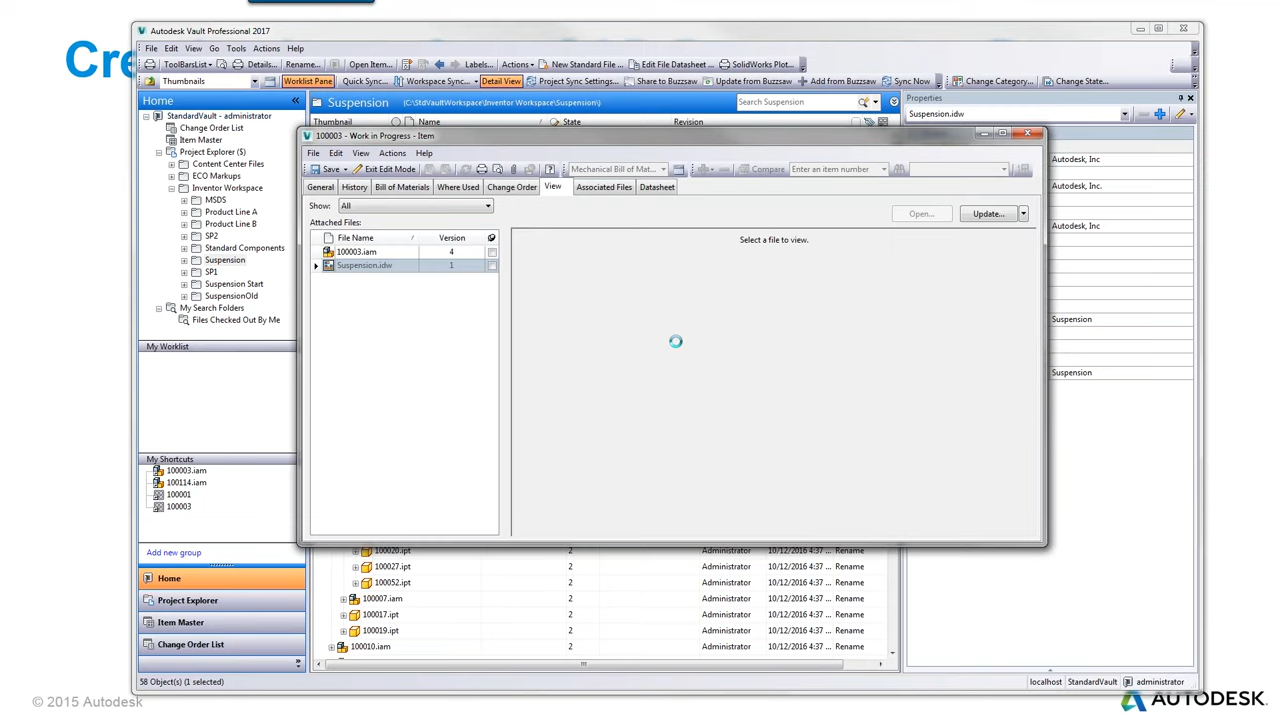 Cre
Autodesk Vault Professional 2017
File Edit View Go Tools Actions Help
ToolBarsList Details... Rename... Open Item... Labels... Actions New Standard File... Edit File Datasheet... SolidWorks Plot...
Thumbnails Worklist Pane Quick Sync... Workspace Sync... Detail View Project Sync Settings... Share to Buzzsaw Update from Buzzsaw Add from Buzzsaw Sync Now Change Category... Change State...
Home «
StandardVault - administrator
Change Order List
Item Master
Project Explorer ($)
Content Center Files
ECO Markups
Inventor Workspace
MSDS
Product Line A
Product Line B
SP2
Standard Components
Suspension
SP1
Suspension Start
SuspensionOld
My Search Folders
Files Checked Out By Me
My Worklist
My Shortcuts
100003.iam
100114.iam
100001
100003
Add new group
Home
Project Explorer
Item Master
Change Order List
»
Suspension (C:\StdVaultWorkspace\Inventor Workspace\Suspension\) Search Suspension
Thumbnail Name State Revision
100003 - Work in Progress - Item
File Edit View Actions Help
Save Exit Edit Mode Mechanical Bill of Mater... Compare Enter an item number
General History Bill of Materials Where Used Change Order View Associated Files Datasheet
Show: All
Open... Update...
Attached Files:
File Name Version
100003.iam 4
Suspension.idw 1
Select a file to view.
100020.ipt 2 Administrator 10/12/2016 4:37 ... Rename
100027.ipt 2 Administrator 10/12/2016 4:37 ... Rename
100052.ipt 2 Administrator 10/12/2016 4:37 ... Rename
100007.iam 2 Administrator 10/12/2016 4:37 ... Rename
100017.ipt 2 Administrator 10/12/2016 4:37 ... Rename
100019.ipt 2 Administrator 10/12/2016 4:37 ... Rename
100010.iam 2 Administrator 10/12/2016 4:37 ... Rename
Properties
Suspension.idw
Autodesk, Inc
Autodesk, Inc.
Autodesk, Inc
Suspension
Suspension
58 Object(s) (1 selected) localhost StandardVault administrator
© 2015 Autodesk AUTODESK.